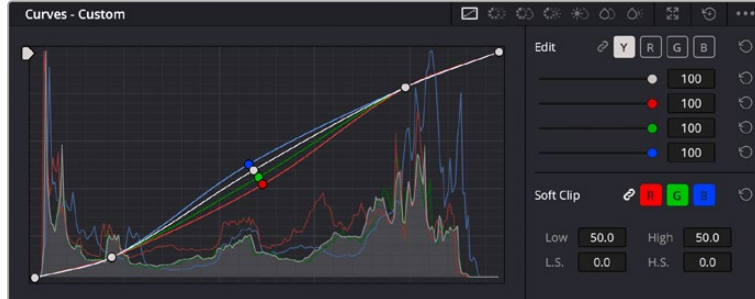 Curves - Custom
Edit Y R G B
100
100
100
100
Soft Clip R G B
Low 50.0 High 50.0
L.S. 0.0 H.S. 0.0